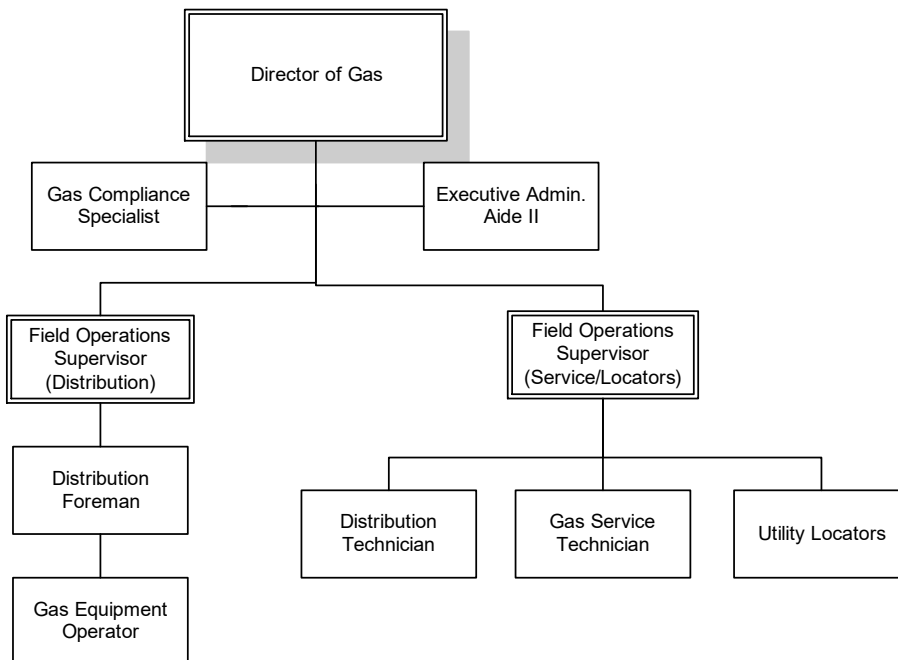 Director of Gas
Gas Compliance
Specialist
Executive Admin.
Aide II
Field Operations
Supervisor
(Distribution)
Field Operations
Supervisor
(Service/Locators)
Distribution
Foreman
Distribution
Technician
Gas Service
Technician
Utility Locators
Gas Equipment
Operator